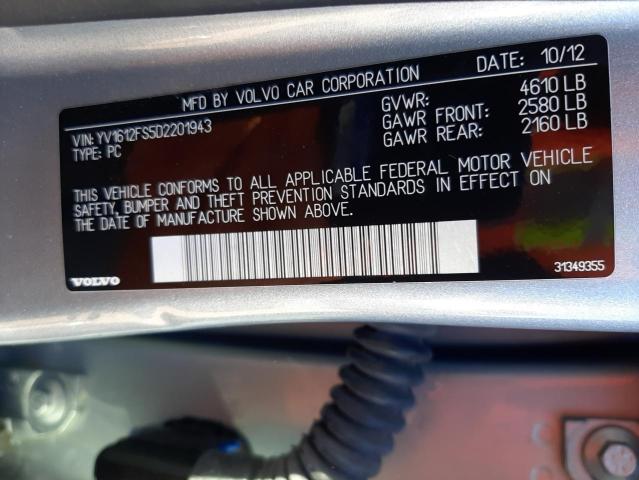 MFD BY VOLVO CAR CORPORATION DATE: 10/12
VIN: YV1612FS5D2201943 GVWR: 4610 LB
TYPE: PC GAWR FRONT: 2580 LB
GAWR REAR: 2160 LB
THIS VEHICLE CONFORMS TO ALL APPLICABLE FEDERAL MOTOR VEHICLE
SAFETY, BUMPER AND THEFT PREVENTION STANDARDS IN EFFECT ON
THE DATE OF MANUFACTURE SHOWN ABOVE.
VOLVO 31349355